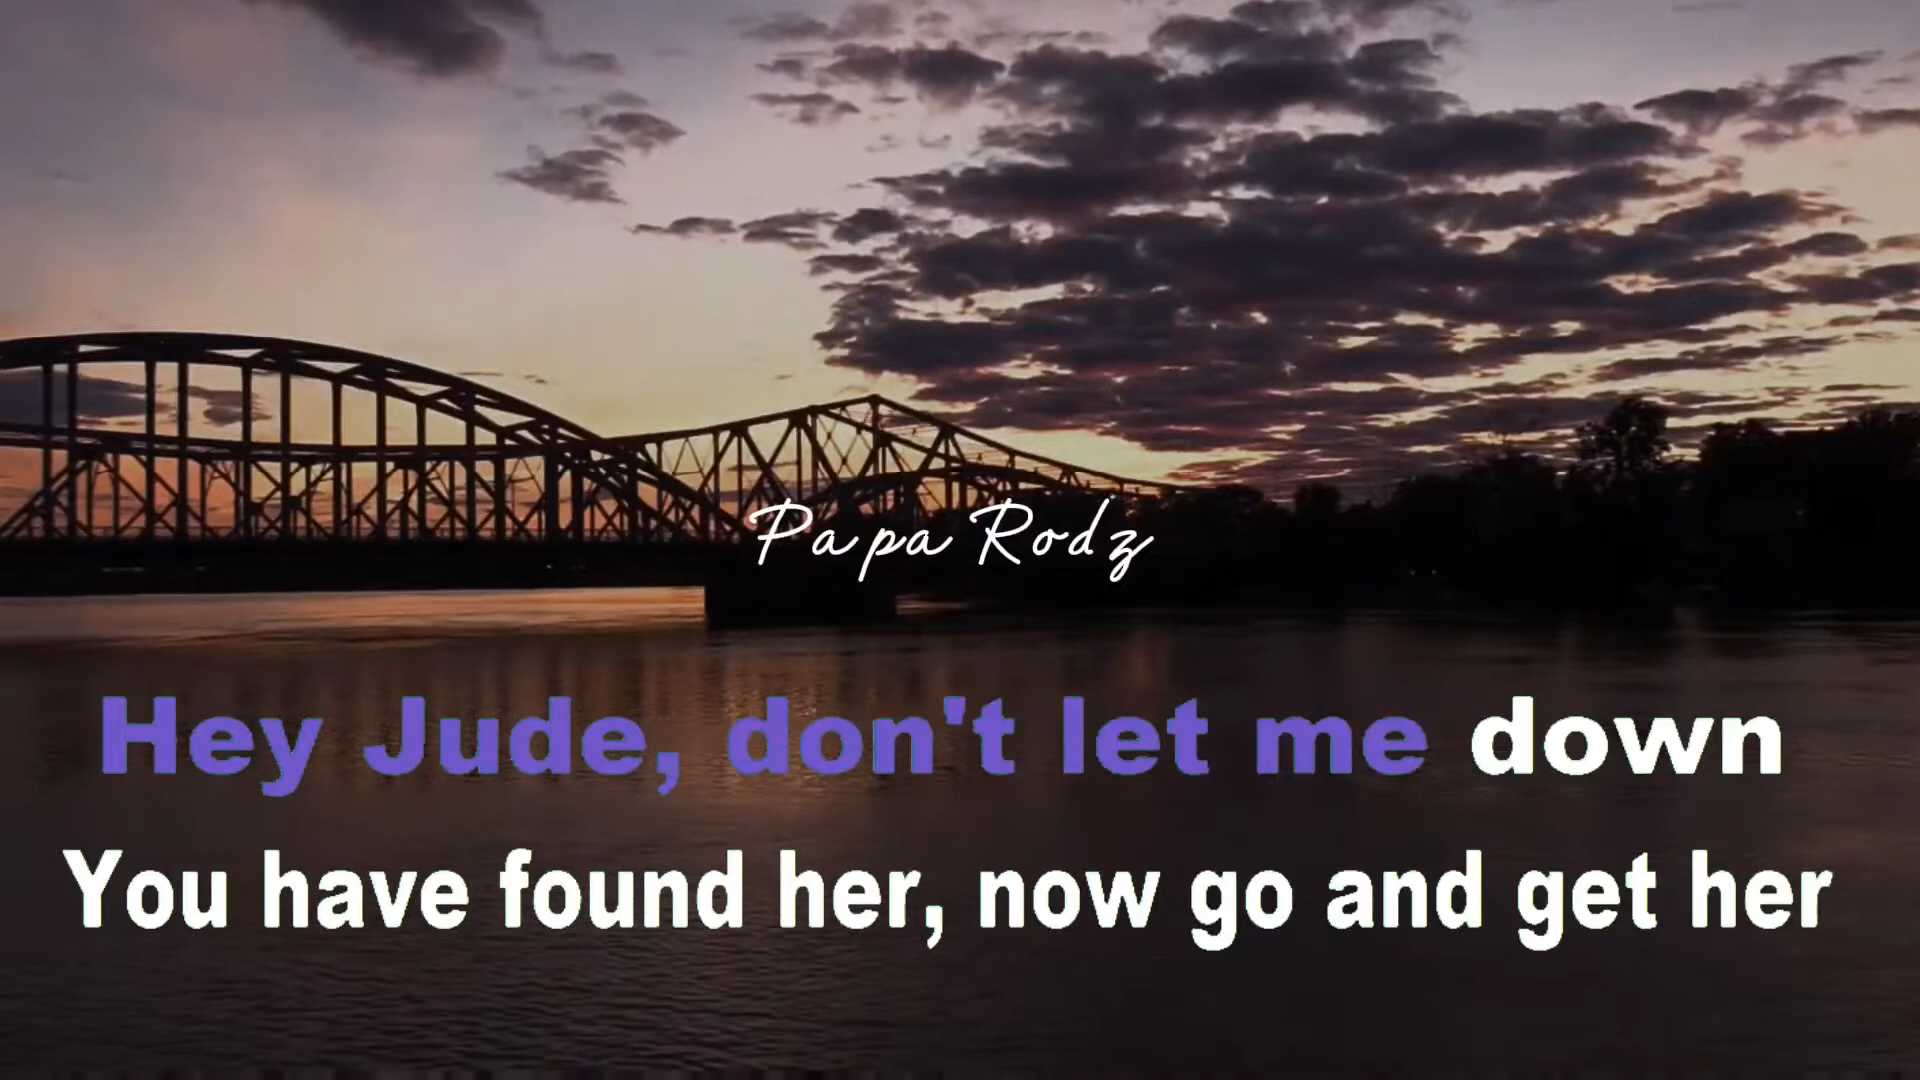 Papa Rodz
Hey Jude, don't let me down
You have found her, now go and get her